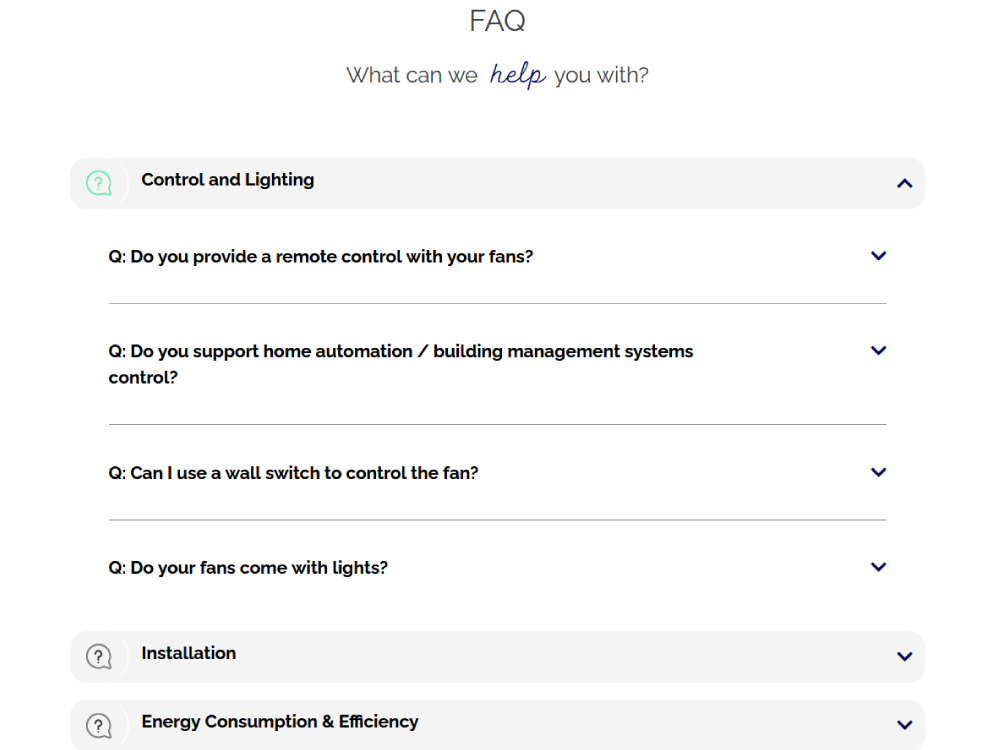 FAQ
What can we help you with?
Control and Lighting
Q: Do you provide a remote control with your fans?
Q: Do you support home automation / building management systems
control?
Q: Can I use a wall switch to control the fan?
Q: Do your fans come with lights?
Installation
Energy Consumption & Efficiency